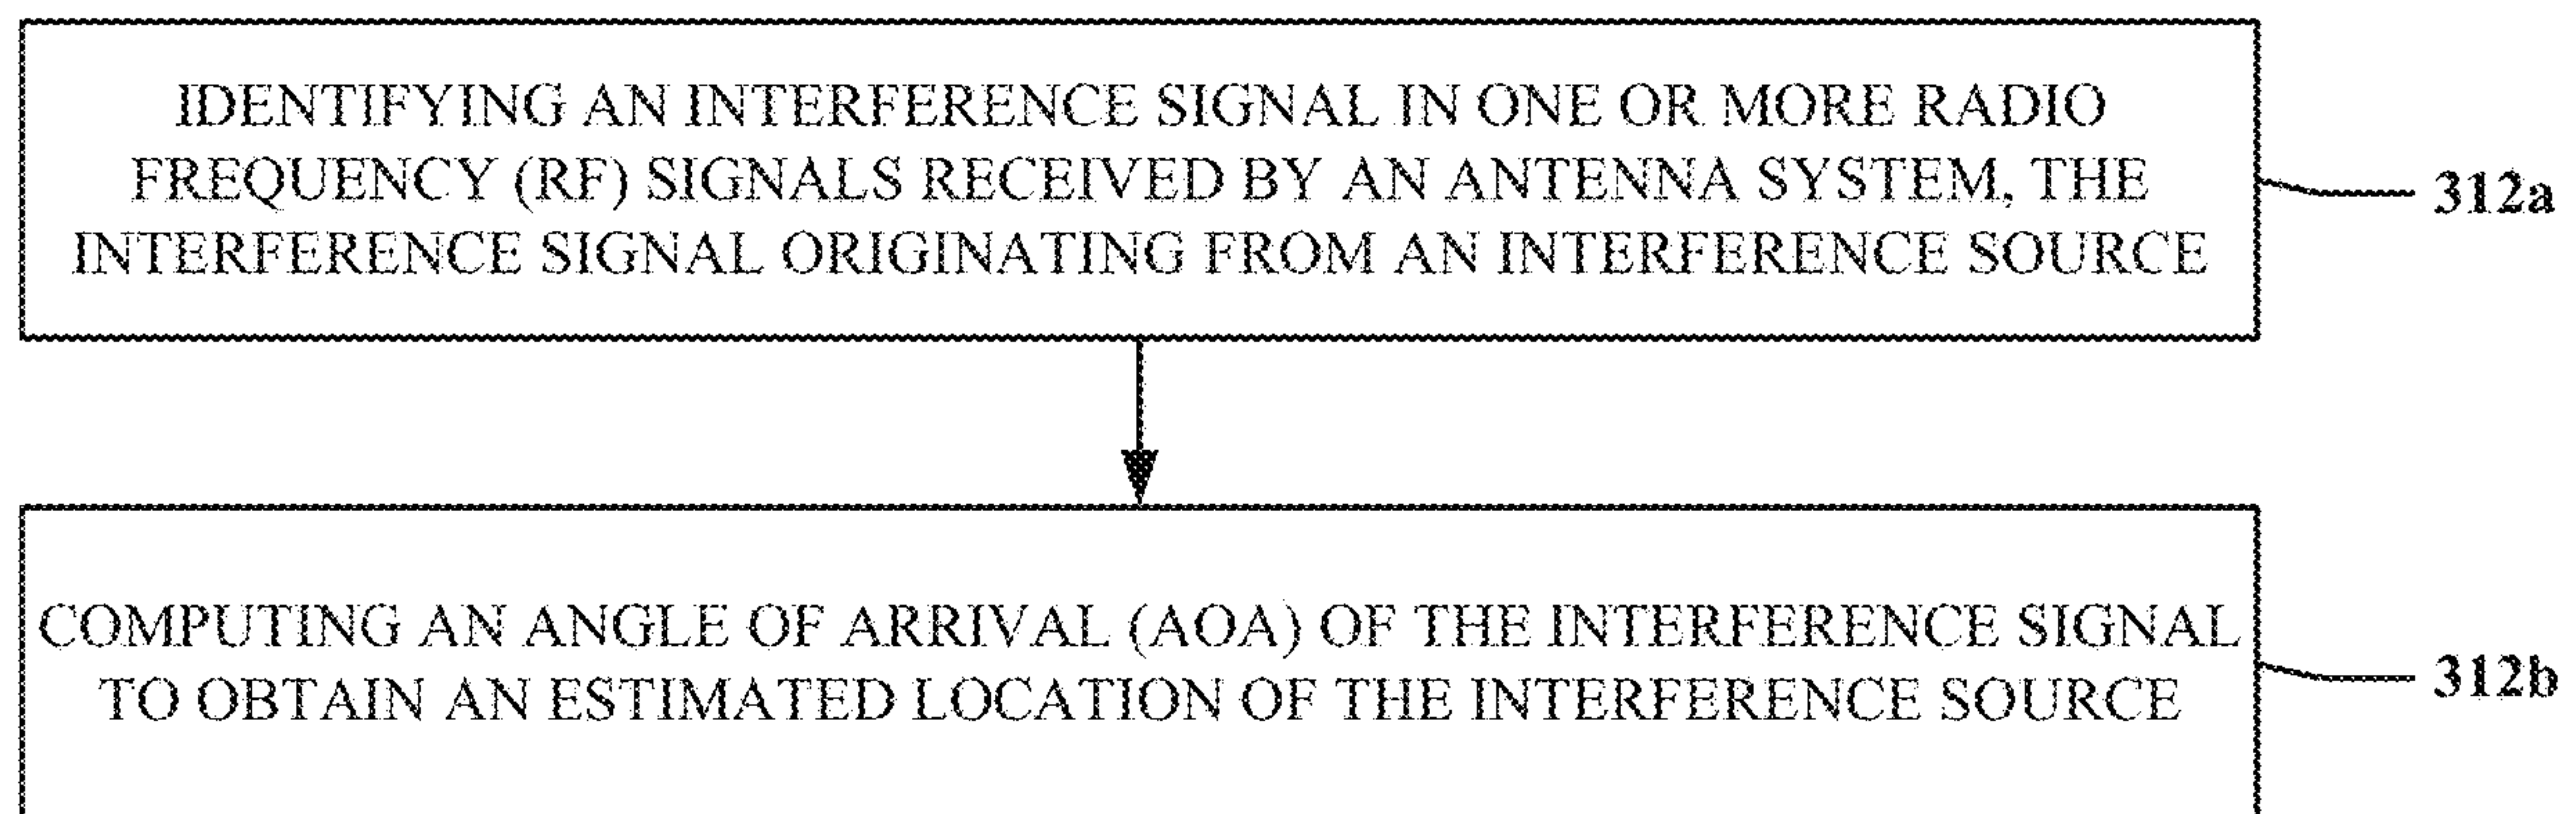 IDENTIFYING AN INTERFERENCE SIGNAL IN ONE OR MORE RADIO
FREQUENCY (RF) SIGNALS RECEIVED BY AN ANTENNA SYSTEM, THE
INTERFERENCE SIGNAL ORIGINATING FROM AN INTERFERENCE SOURCE
312a
COMPUTING AN ANGLE OF ARRIVAL (AOA) OF THE INTERFERENCE SIGNAL
TO OBTAIN AN ESTIMATED LOCATION OF THE INTERFERENCE SOURCE
312b